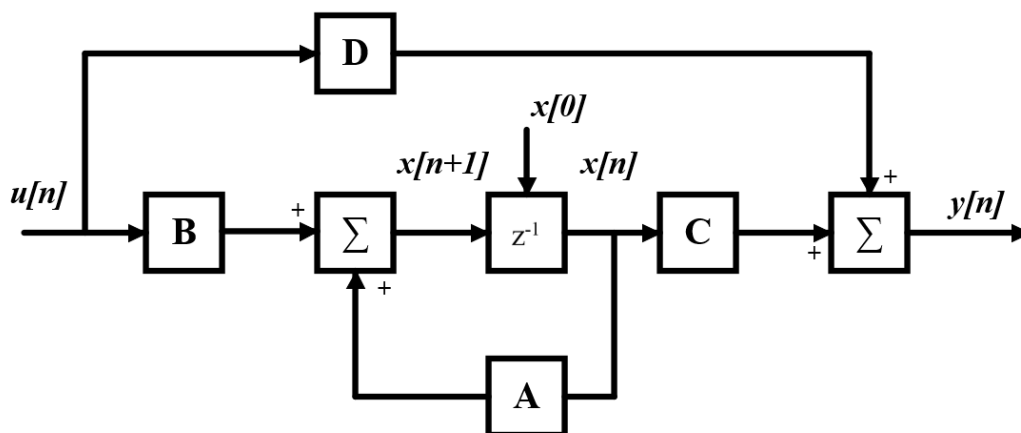 D
x[0]
x[n+1]
x[n]
u[n]
y[n]
+
+
B
∑
z-1
C
∑
+
+
A